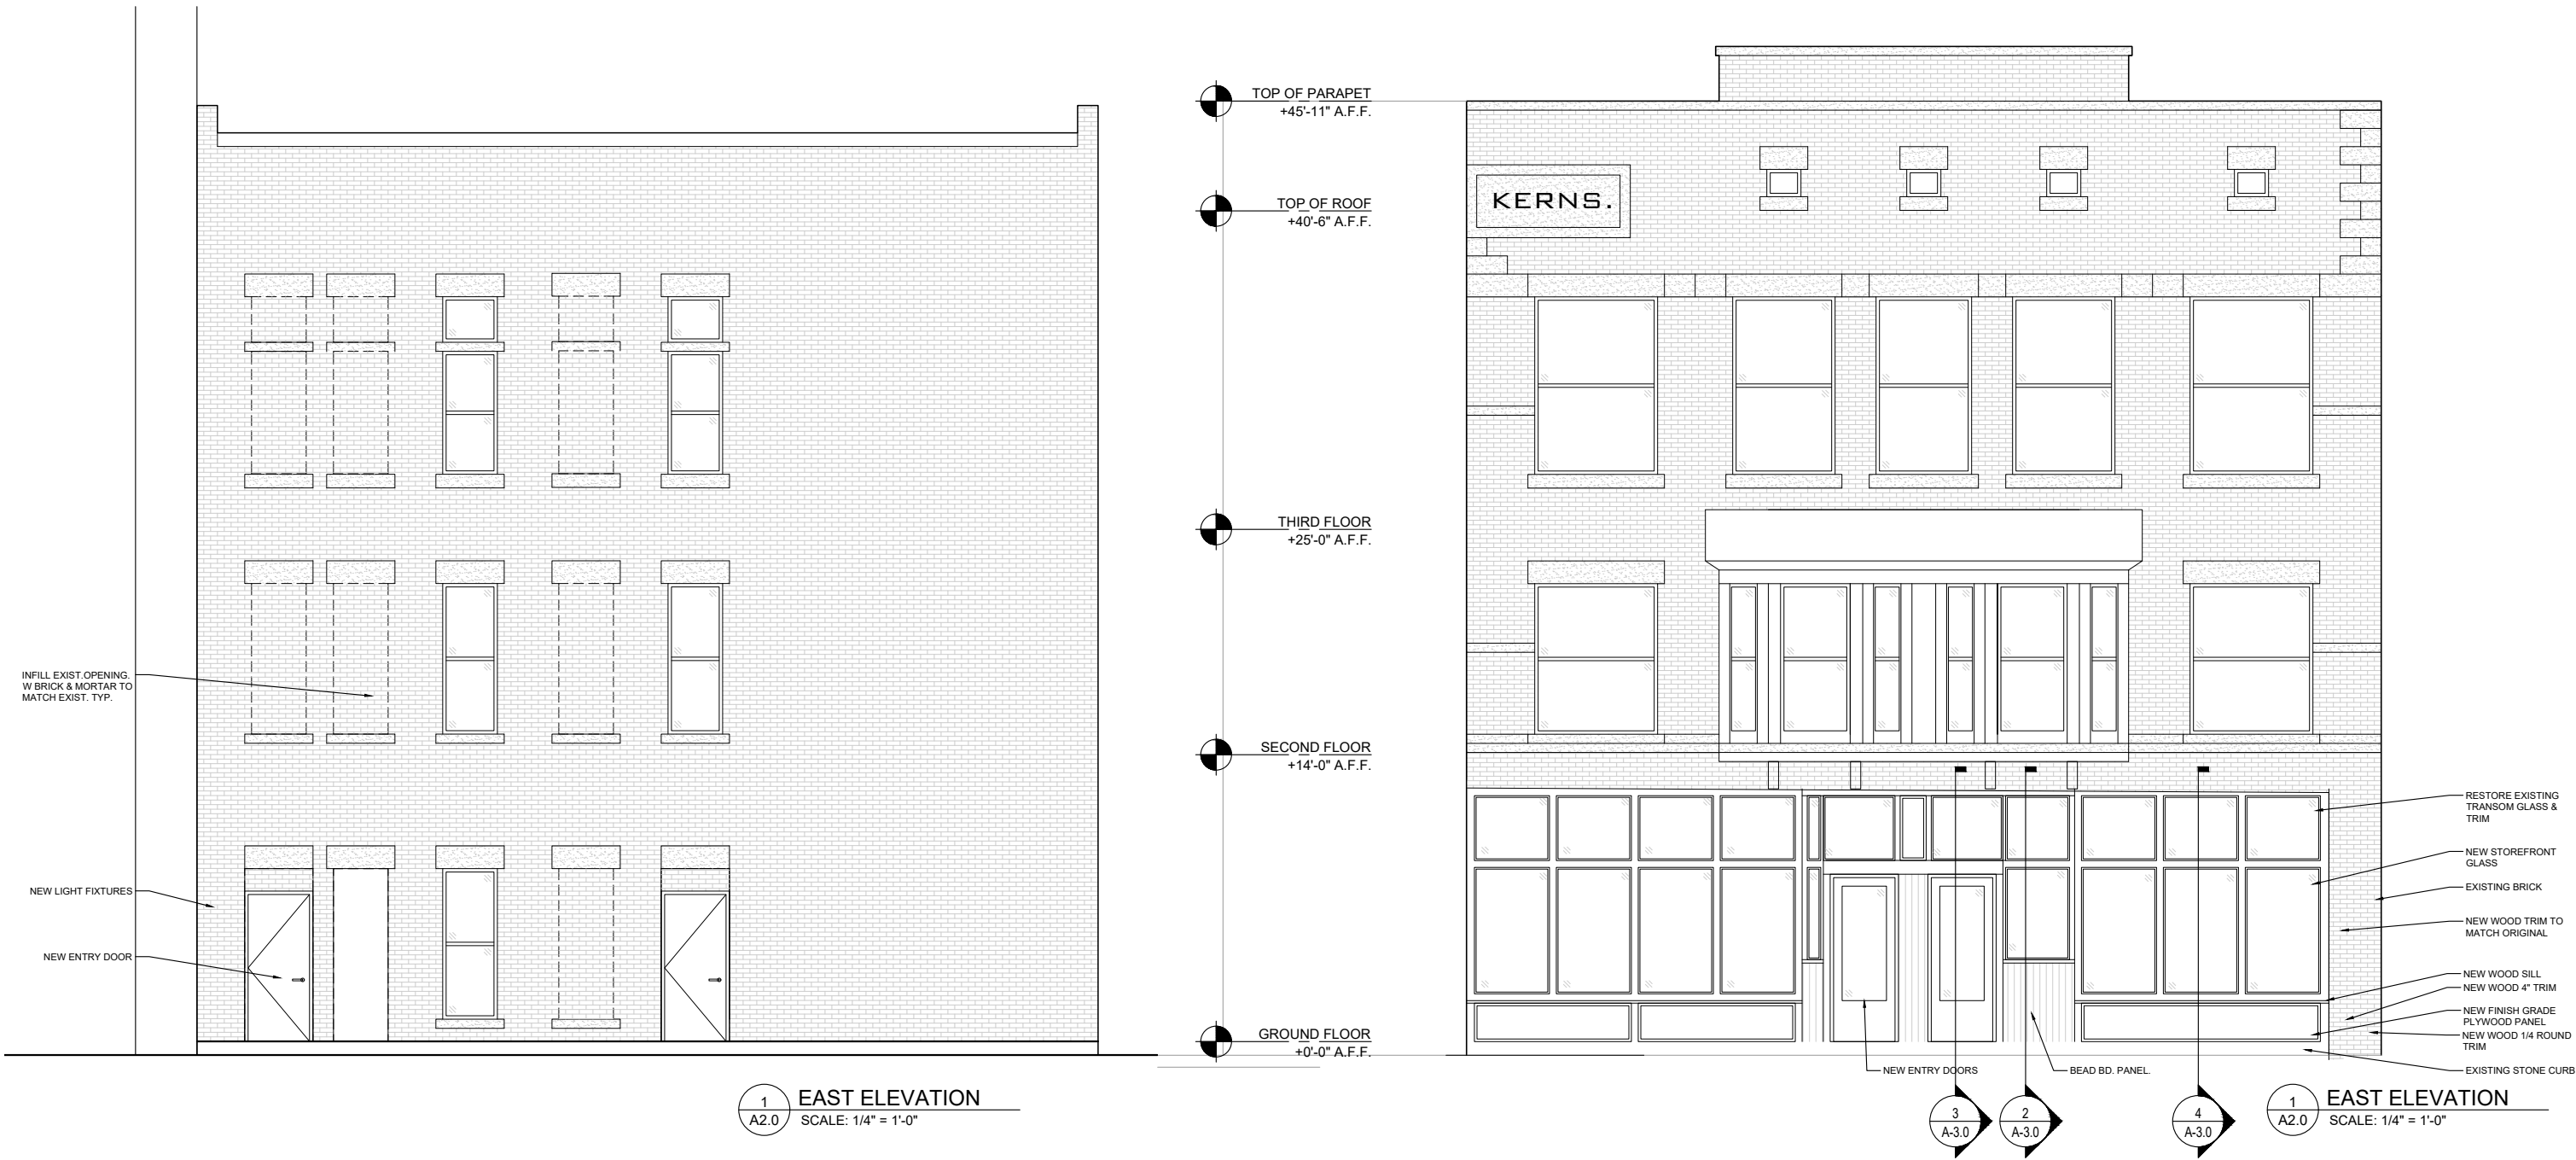 INFILL EXIST.OPENING.
W BRICK & MORTAR TO
MATCH EXIST. TYP.
NEW LIGHT FIXTURES
NEW ENTRY DOOR
1
A2.0
EAST ELEVATION
SCALE: 1/4" = 1'-0"
TOP OF PARAPET
+45'-11" A.F.F.
TOP OF ROOF
+40'-6" A.F.F.
THIRD FLOOR
+25'-0" A.F.F.
SECOND FLOOR
+14'-0" A.F.F.
GROUND FLOOR
+0'-0" A.F.F.
KERNS.
RESTORE EXISTING
TRANSOM GLASS &
TRIM
NEW STOREFRONT
GLASS
EXISTING BRICK
NEW WOOD TRIM TO
MATCH ORIGINAL
NEW WOOD SILL
NEW WOOD 4" TRIM
NEW FINISH GRADE
PLYWOOD PANEL
NEW WOOD 1/4 ROUND
TRIM
EXISTING STONE CURB
NEW ENTRY DOORS
BEAD BD. PANEL.
3
A-3.0
2
A-3.0
4
A-3.0
1
A2.0
EAST ELEVATION
SCALE: 1/4" = 1'-0"